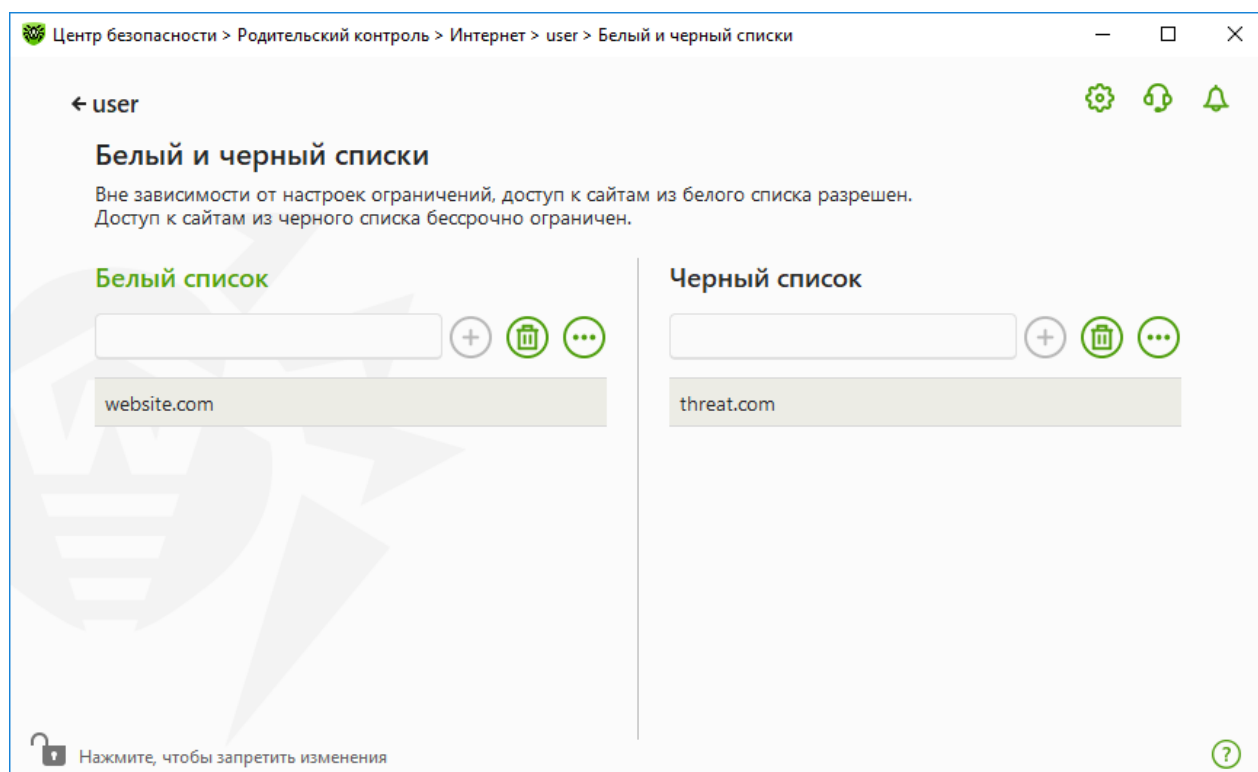 Центр безопасности > Родительский контроль > Интернет > user > Белый и черный списки
user
Белый и черный списки
Вне зависимости от настроек ограничений, доступ к сайтам из белого списка разрешен.
Доступ к сайтам из черного списка бессрочно ограничен.
Белый список
Черный список
website.com
threat.com
Нажмите, чтобы запретить изменения
?